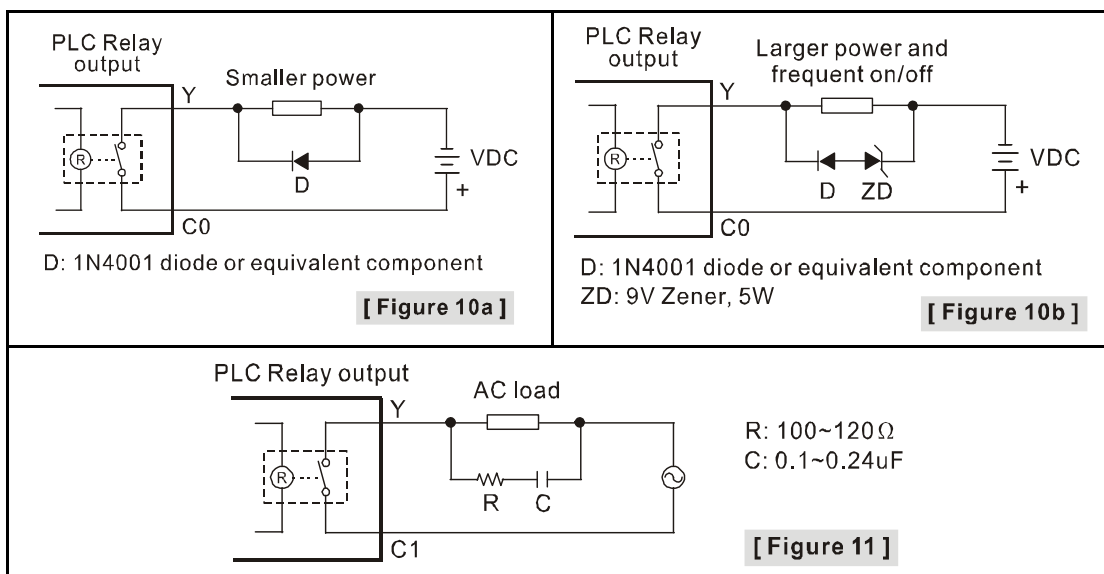 PLC Relay
output
Smaller power
Y
R
D
VDC
+
C0
D: 1N4001 diode or equivalent component
[ Figure 10a ]
PLC Relay
output
Larger power and
frequent on/off
Y
R
D ZD
VDC
+
C0
D: 1N4001 diode or equivalent component
ZD: 9V Zener, 5W
[ Figure 10b ]
PLC Relay output
Y
AC load
R
R C
C1
R: 100~120Ω
C: 0.1~0.24uF
[ Figure 11 ]